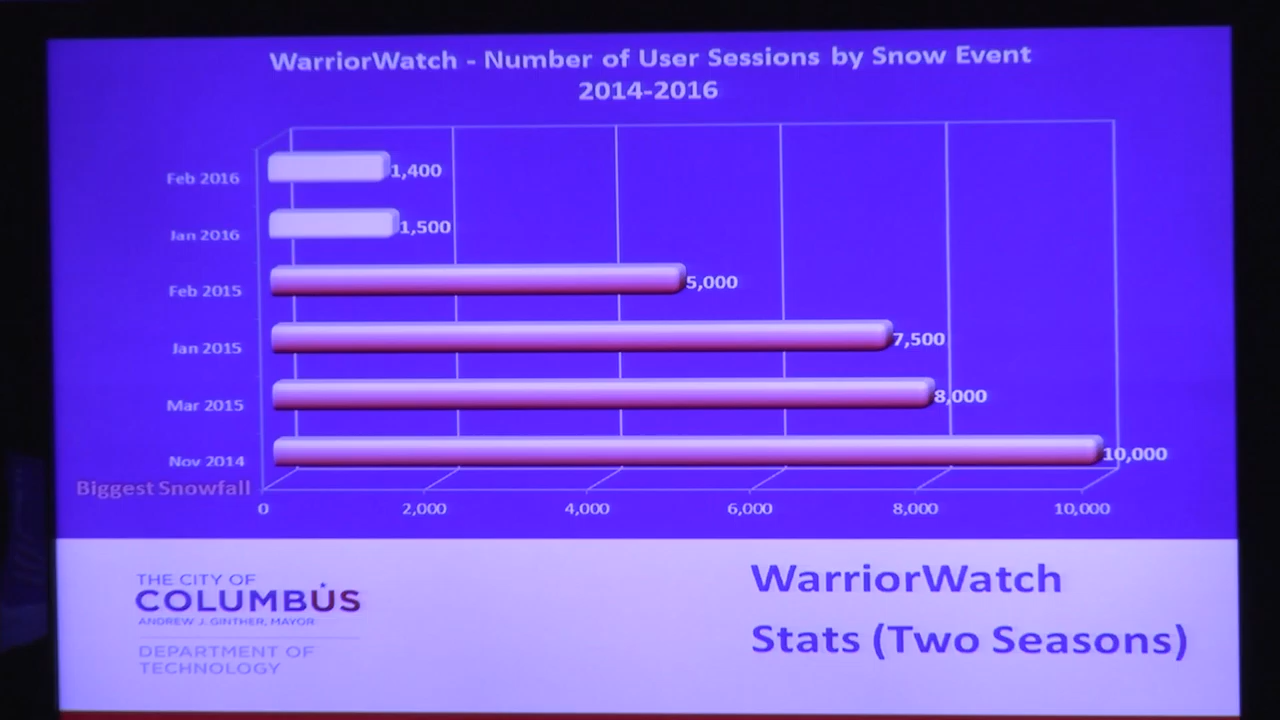 WarriorWatch - Number of User Sessions by Snow Event
2014-2016
Feb 2016 1,400
Jan 2016 1,500
Feb 2015 5,000
Jan 2015 7,500
Mar 2015 8,000
Nov 2014 10,000
Biggest Snowfall
0 2,000 4,000 6,000 8,000 10,000
THE CITY OF
COLUMBUS
ANDREW J. GINTHER, MAYOR
DEPARTMENT OF
TECHNOLOGY
WarriorWatch
Stats (Two Seasons)